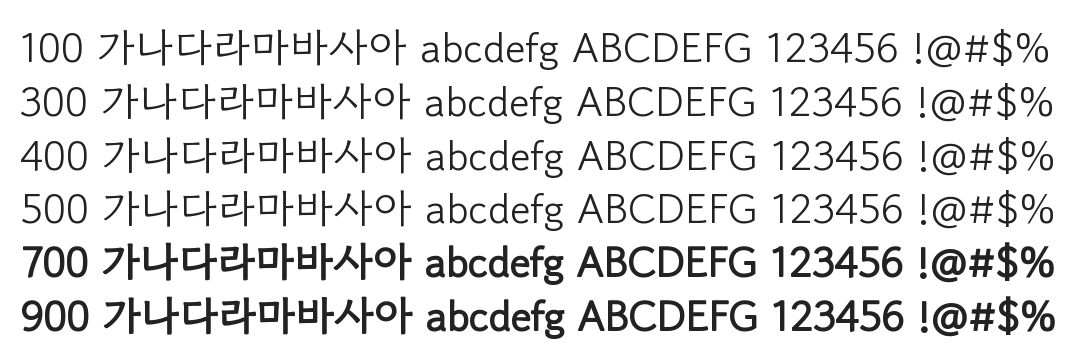 100 가나다라마바사아 abcdefg ABCDEFG 123456 !@#$%
300 가나다라마바사아 abcdefg ABCDEFG 123456 !@#$%
400 가나다라마바사아 abcdefg ABCDEFG 123456 !@#$%
500 가나다라마바사아 abcdefg ABCDEFG 123456 !@#$%
700 가나다라마바사아 abcdefg ABCDEFG 123456 !@#$%
900 가나다라마바사아 abcdefg ABCDEFG 123456 !@#$%